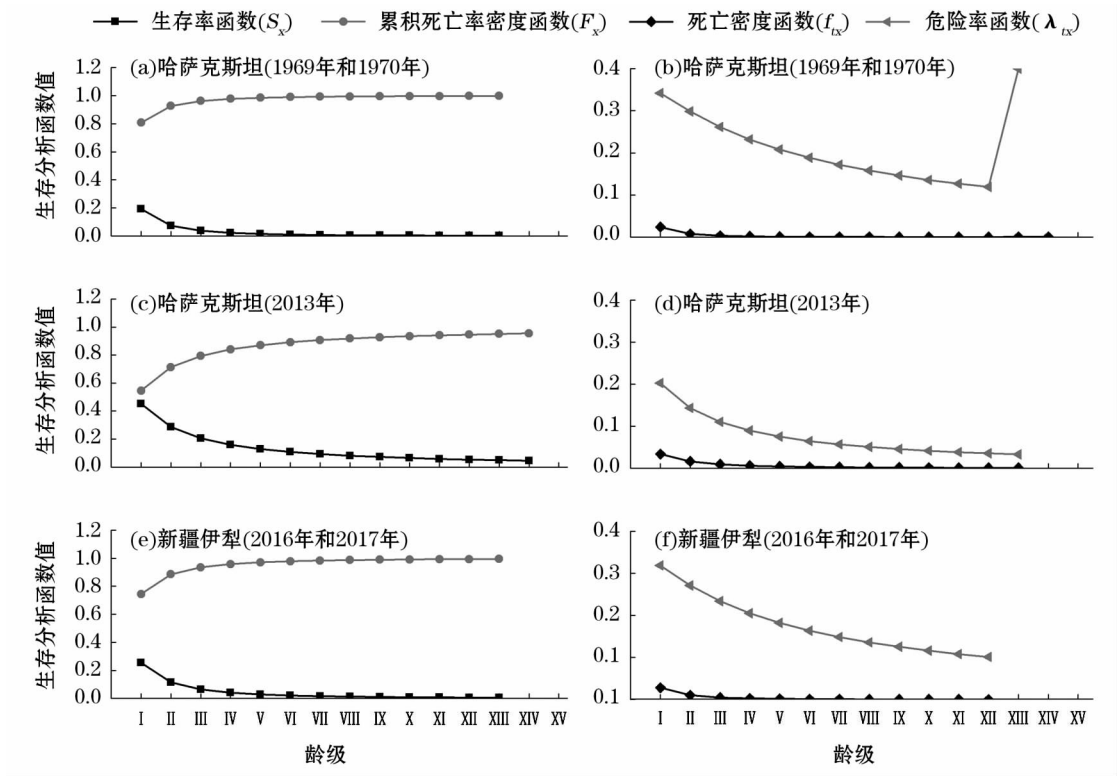 生存率函数(Sx) 累积死亡率密度函数(Fx) 死亡密度函数(ftx) 危险率函数(λtx)
(a)哈萨克斯坦(1969年和1970年)
1.2
1.0
0.8
0.6
0.4
0.2
0.0
生存分析函数值
(b)哈萨克斯坦(1969年和1970年)
0.4
0.3
0.2
0.1
0.0
(c)哈萨克斯坦(2013年)
1.2
1.0
0.8
0.6
0.4
0.2
0.0
生存分析函数值
(d)哈萨克斯坦(2013年)
0.4
0.3
0.2
0.1
0.0
(e)新疆伊犁(2016年和2017年)
1.2
1.0
0.8
0.6
0.4
0.2
0.0
生存分析函数值
I II III IV V VI VII VIII IX X XI XII XIII XIV XV
龄级
(f)新疆伊犁(2016年和2017年)
0.4
0.3
0.2
0.1
0.1
I II III IV V VI VII VIII IX X XI XII XIII XIV XV
龄级